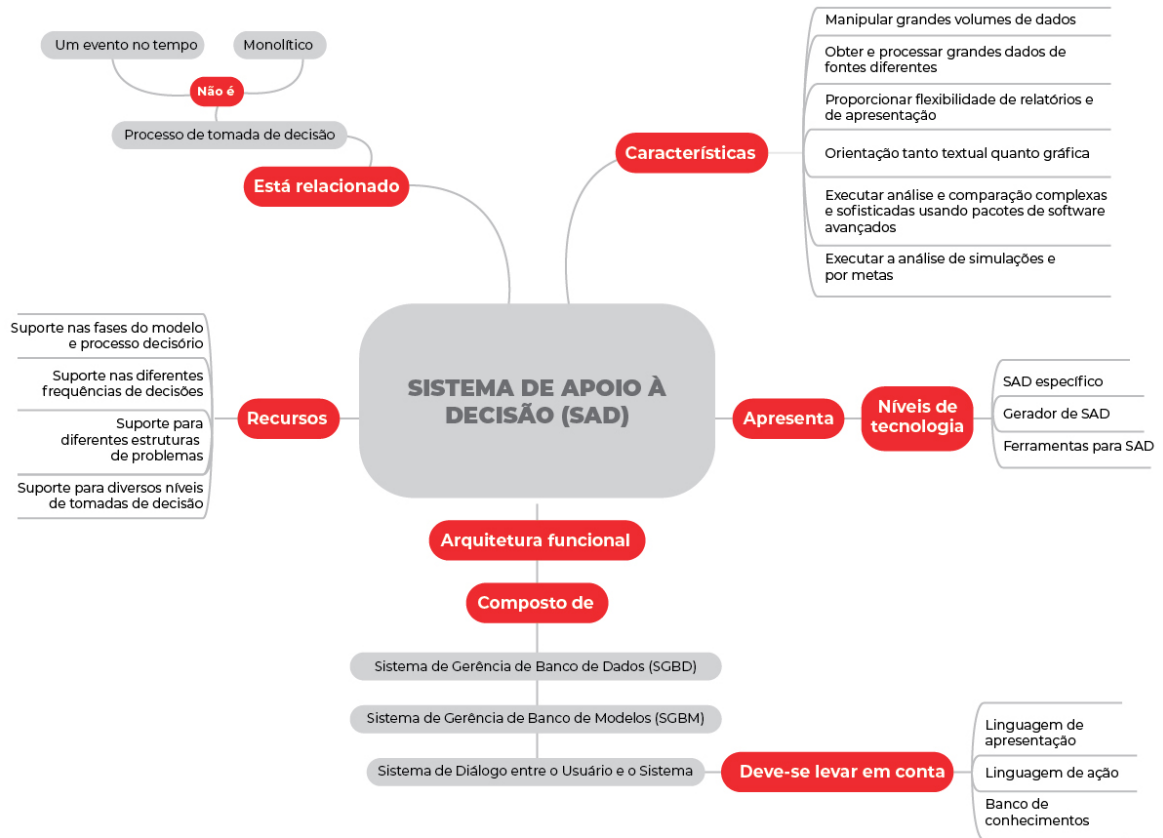 Um evento no tempo
Monolítico
Não é
Processo de tomada de decisão
Está relacionado
Características
Manipular grandes volumes de dados
Obter e processar grandes dados de
fontes diferentes
Proporcionar flexibilidade de relatórios e
de apresentação
Orientação tanto textual quanto gráfica
Executar análise e comparação complexas
e sofisticadas usando pacotes de software
avançados
Executar a análise de simulações e
por metas
SISTEMA DE APOIO À
DECISÃO (SAD)
Recursos
Suporte nas fases do modelo
e processo decisório
Suporte nas diferentes
frequências de decisões
Suporte para
diferentes estruturas
de problemas
Suporte para diversos níveis
de tomadas de decisão
Apresenta
Níveis de
tecnologia
SAD específico
Gerador de SAD
Ferramentas para SAD
Arquitetura funcional
Composto de
Sistema de Gerência de Banco de Dados (SGBD)
Sistema de Gerência de Banco de Modelos (SGBM)
Sistema de Diálogo entre o Usuário e o Sistema
Deve-se levar em conta
Linguagem de
apresentação
Linguagem de ação
Banco de
conhecimentos